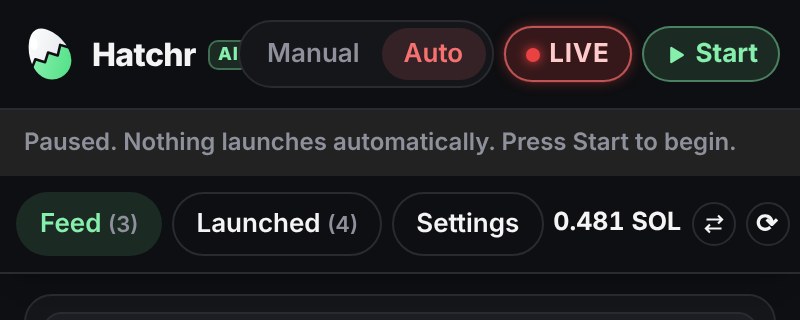 Hatchr AI Manual Auto LIVE Start
Paused. Nothing launches automatically. Press Start to begin.
Feed (3) Launched (4) Settings 0.481 SOL